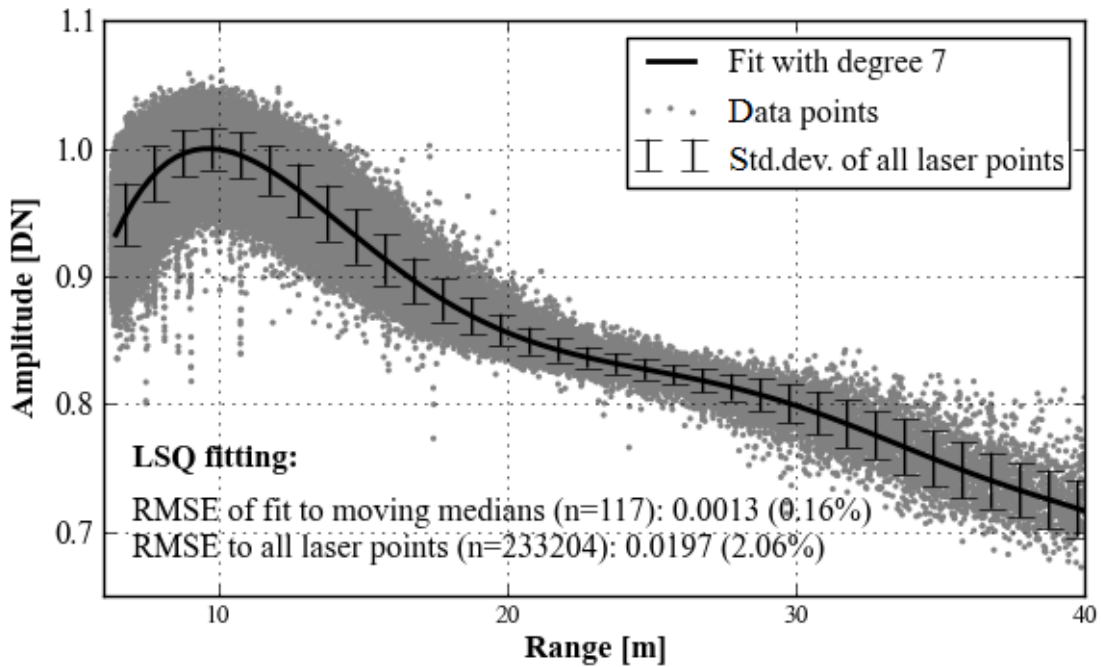 1.1
1.0
0.9
0.8
0.7
Amplitude [DN]
Fit with degree 7
Data points
Std.dev. of all laser points
LSQ fitting:
RMSE of fit to moving medians (n=117): 0.0013 (0.16%)
RMSE to all laser points (n=233204): 0.0197 (2.06%)
10 20 30 40
Range [m]